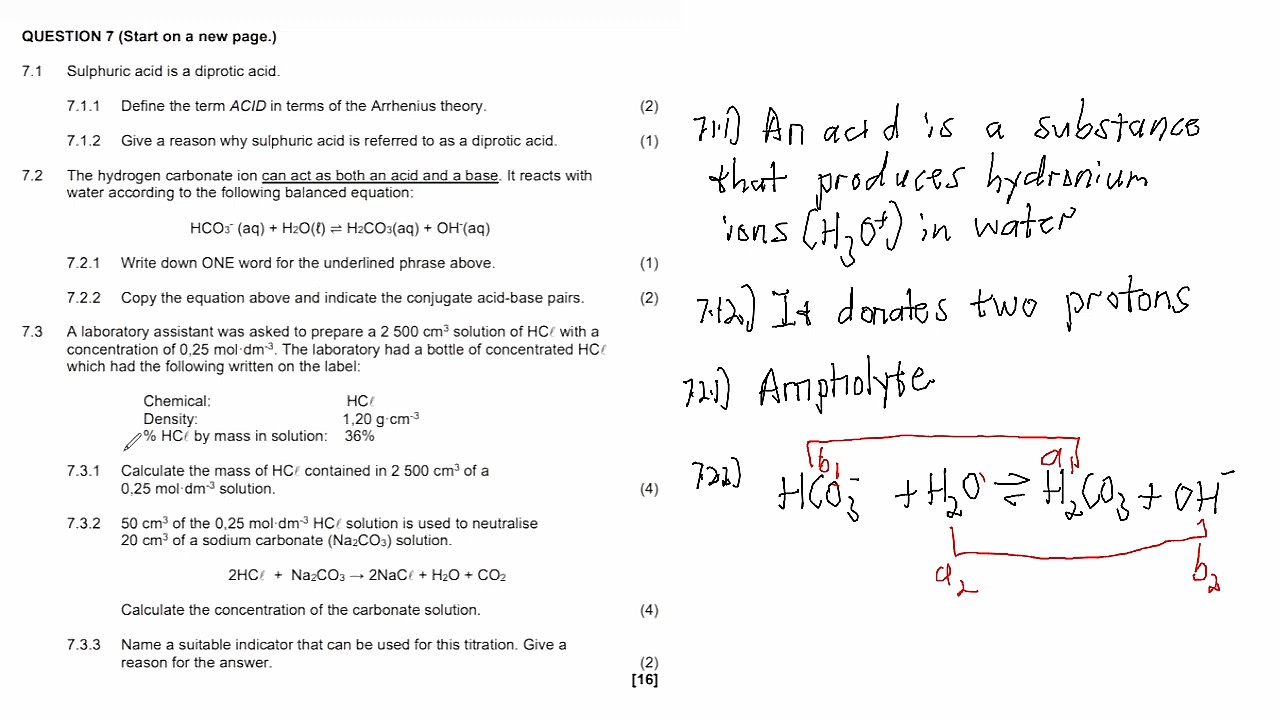 QUESTION 7 (Start on a new page.)
7.1 Sulphuric acid is a diprotic acid.
7.1.1 Define the term ACID in terms of the Arrhenius theory. (2)
7.1.2 Give a reason why sulphuric acid is referred to as a diprotic acid. (1)
7.2 The hydrogen carbonate ion can act as both an acid and a base. It reacts with
water according to the following balanced equation:
HCO₃⁻ (aq) + H₂O(ℓ) ⇌ H₂CO₃(aq) + OH⁻(aq)
7.2.1 Write down ONE word for the underlined phrase above. (1)
7.2.2 Copy the equation above and indicate the conjugate acid-base pairs. (2)
7.3 A laboratory assistant was asked to prepare a 2 500 cm³ solution of HCℓ with a
concentration of 0,25 mol·dm⁻³. The laboratory had a bottle of concentrated HCℓ
which had the following written on the label:
Chemical: HCℓ
Density: 1,20 g·cm⁻³
% HCℓ by mass in solution: 36%
7.3.1 Calculate the mass of HCℓ contained in 2 500 cm³ of a
0,25 mol·dm⁻³ solution. (4)
7.3.2 50 cm³ of the 0,25 mol·dm⁻³ HCℓ solution is used to neutralise
20 cm³ of a sodium carbonate (Na₂CO₃) solution.
2HCℓ + Na₂CO₃ → 2NaCℓ + H₂O + CO₂
Calculate the concentration of the carbonate solution. (4)
7.3.3 Name a suitable indicator that can be used for this titration. Give a
reason for the answer. (2)
[16]
7.1.1) An acid is a substance
that produces hydronium
ions (H₃O⁺) in water
7.1.2.) It donates two protons
7.2.1) Ampholyte
b₁ a₁
7.2.2) HCO₃⁻ + H₂O ⇌ H₂CO₃ + OH⁻
a₂ b₂